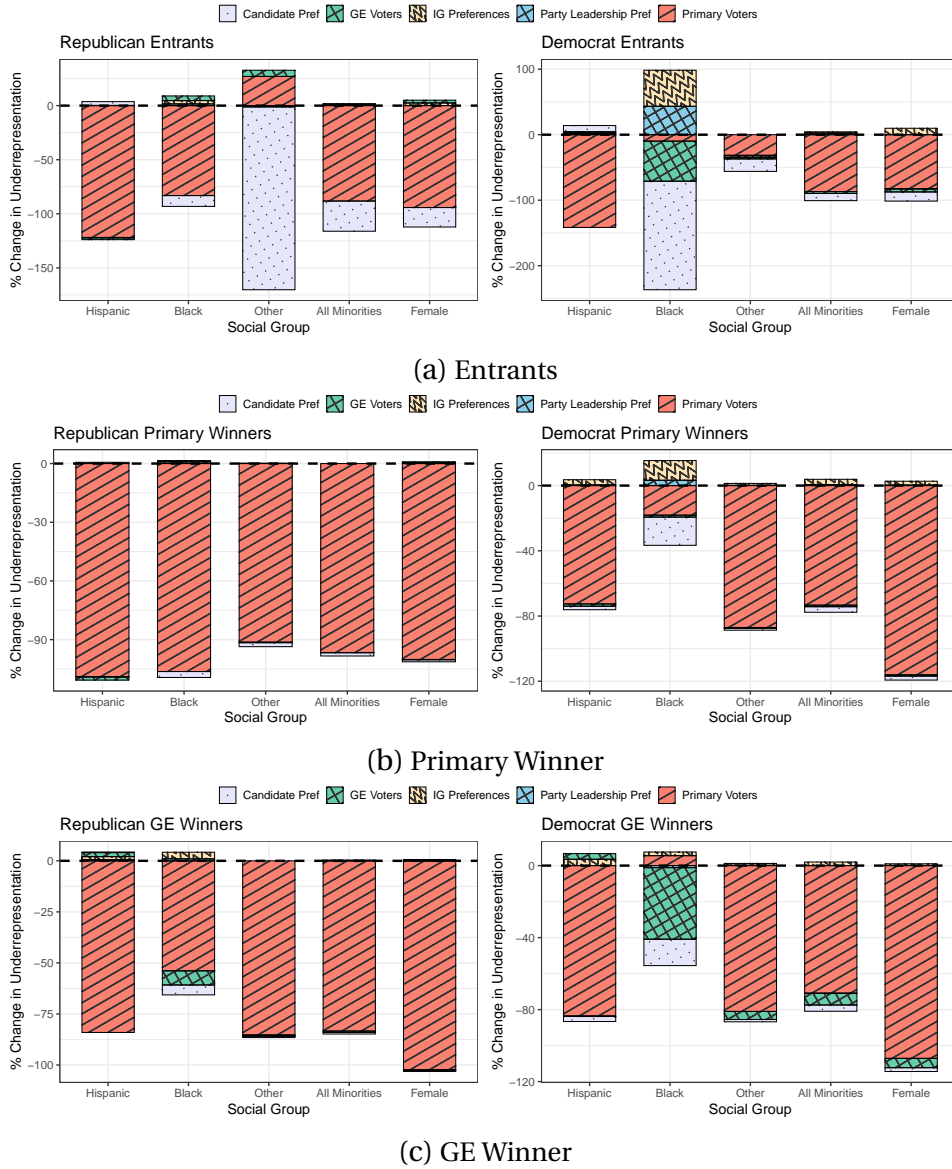 Candidate Pref GE Voters IG Preferences Party Leadership Pref Primary Voters
Republican Entrants
% Change in Underrepresentation
0
−50
−100
−150
Hispanic Black Other All Minorities Female
Social Group
Democrat Entrants
% Change in Underrepresentation
100
0
−100
−200
Hispanic Black Other All Minorities Female
Social Group
(a) Entrants
Candidate Pref GE Voters IG Preferences Party Leadership Pref Primary Voters
Republican Primary Winners
% Change in Underrepresentation
0
−30
−60
−90
Hispanic Black Other All Minorities Female
Social Group
Democrat Primary Winners
% Change in Underrepresentation
0
−40
−80
−120
Hispanic Black Other All Minorities Female
Social Group
(b) Primary Winner
Candidate Pref GE Voters IG Preferences Party Leadership Pref Primary Voters
Republican GE Winners
% Change in Underrepresentation
0
−25
−50
−75
−100
Hispanic Black Other All Minorities Female
Social Group
Democrat GE Winners
% Change in Underrepresentation
0
−40
−80
−120
Hispanic Black Other All Minorities Female
Social Group
(c) GE Winner